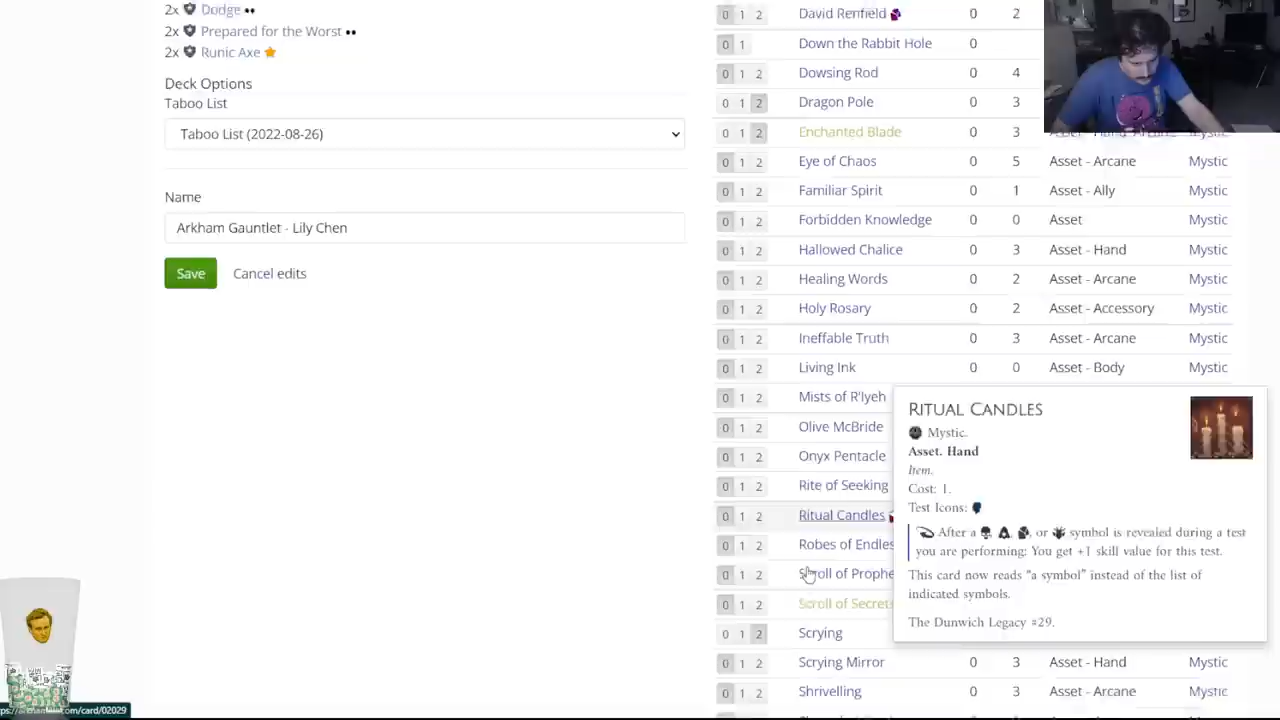 2x Dodge
2x Prepared for the Worst
2x Runic Axe
Deck Options
Taboo List
Taboo List (2022-08-26)
Name
Arkham Gauntlet - Lily Chen
Save Cancel edits
0 1 2 David Renfield 0 2
0 1 Down the Rabbit Hole 0
0 1 2 Dowsing Rod 0 4
0 1 2 Dragon Pole 0 3
0 1 2 Enchanted Blade 0 3 Asset - Hand Mystic
0 1 2 Eye of Chaos 0 5 Asset - Arcane Mystic
0 1 2 Familiar Spirit 0 1 Asset - Ally Mystic
0 1 2 Forbidden Knowledge 0 0 Asset Mystic
0 1 2 Hallowed Chalice 0 3 Asset - Hand Mystic
0 1 2 Healing Words 0 2 Asset - Arcane Mystic
0 1 2 Holy Rosary 0 2 Asset - Accessory Mystic
0 1 2 Ineffable Truth 0 3 Asset - Arcane Mystic
0 1 2 Living Ink 0 0 Asset - Body Mystic
0 1 2 Mists of R'lyeh
0 1 2 Olive McBride
0 1 2 Onyx Pentacle
0 1 2 Rite of Seeking
0 1 2 Ritual Candles
0 1 2 Robes of Endles
0 1 2 Scroll of Prophe
0 1 2 Scroll of Secrets
0 1 2 Scrying
0 1 2 Scrying Mirror 0 3 Asset - Hand Mystic
0 1 2 Shrivelling 0 3 Asset - Arcane Mystic
RITUAL CANDLES
Mystic.
Asset. Hand
Item.
Cost: 1.
Test Icons:
After a , , , or symbol is revealed during a test
you are performing: You get +1 skill value for this test.
This card now reads "a symbol" instead of the list of
indicated symbols.
The Dunwich Legacy #29.